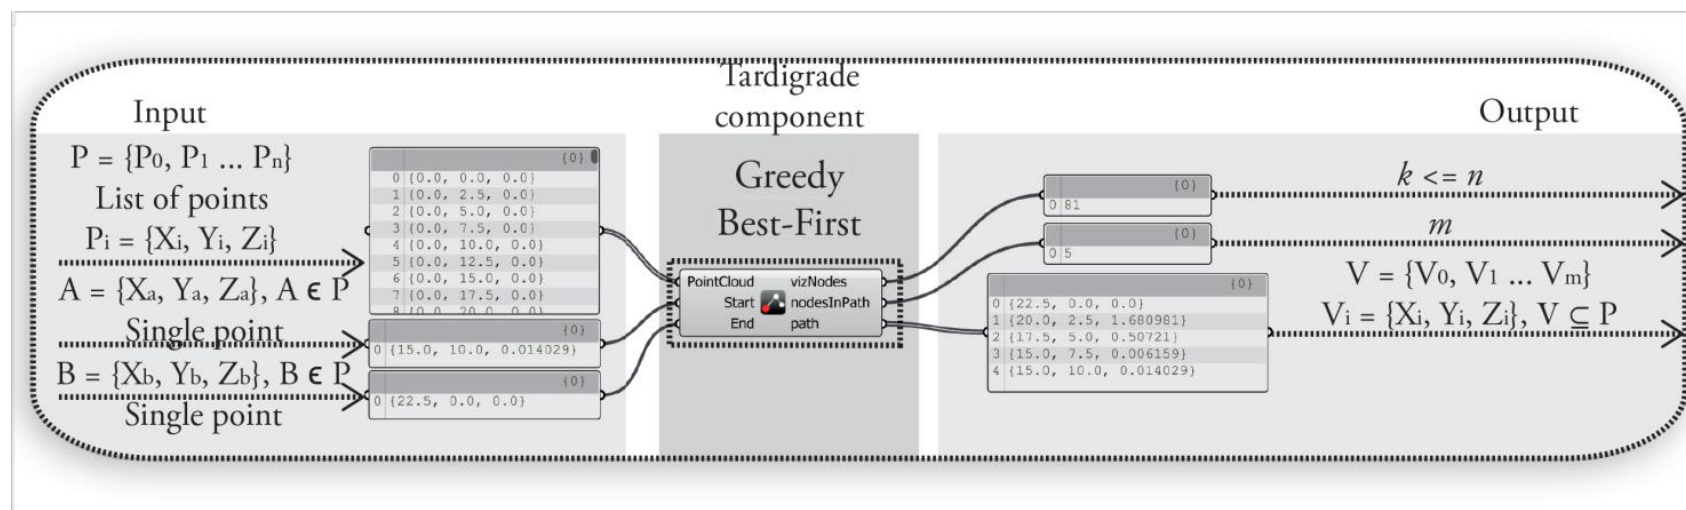 Input
P = {P0, P1 ... Pn}
List of points
Pi = {Xi, Yi, Zi}
A = {Xa, Ya, Za}, A ϵ P
Single point
B = {Xb, Yb, Zb}, B ϵ P
Single point
{0}
0 {0.0, 0.0, 0.0}
1 {0.0, 2.5, 0.0}
2 {0.0, 5.0, 0.0}
3 {0.0, 7.5, 0.0}
4 {0.0, 10.0, 0.0}
5 {0.0, 12.5, 0.0}
6 {0.0, 15.0, 0.0}
7 {0.0, 17.5, 0.0}
8 {0.0, 20.0, 0.0}
{0}
0 {15.0, 10.0, 0.014029}
{0}
0 {22.5, 0.0, 0.0}
Tardigrade
component
Greedy
Best-First
PointCloud vizNodes
Start nodesInPath
End path
Output
{0}
0 81
{0}
0 5
{0}
0 {22.5, 0.0, 0.0}
1 {20.0, 2.5, 1.680981}
2 {17.5, 5.0, 0.50721}
3 {15.0, 7.5, 0.006159}
4 {15.0, 10.0, 0.014029}
k <= n
m
V = {V0, V1 ... Vm}
Vi = {Xi, Yi, Zi}, V ⊆ P